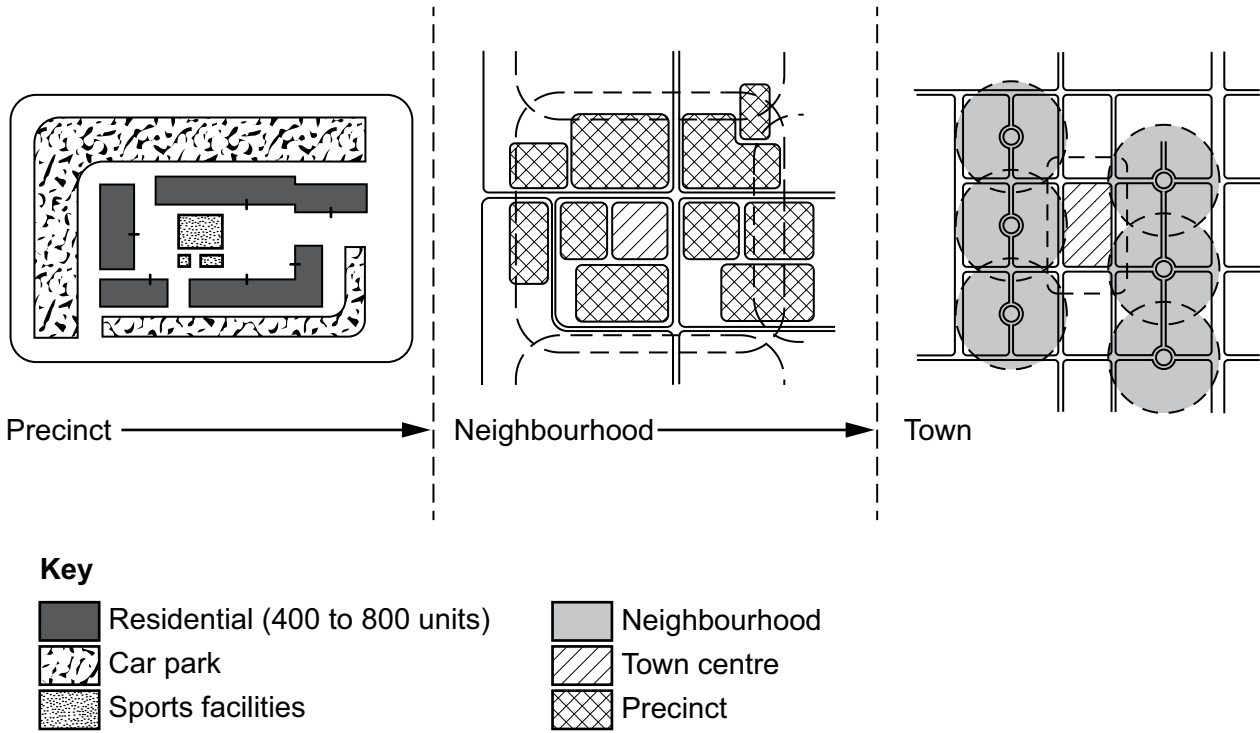 Precinct
Neighbourhood
Town
Key
Residential (400 to 800 units)
Car park
Sports facilities
Neighbourhood
Town centre
Precinct